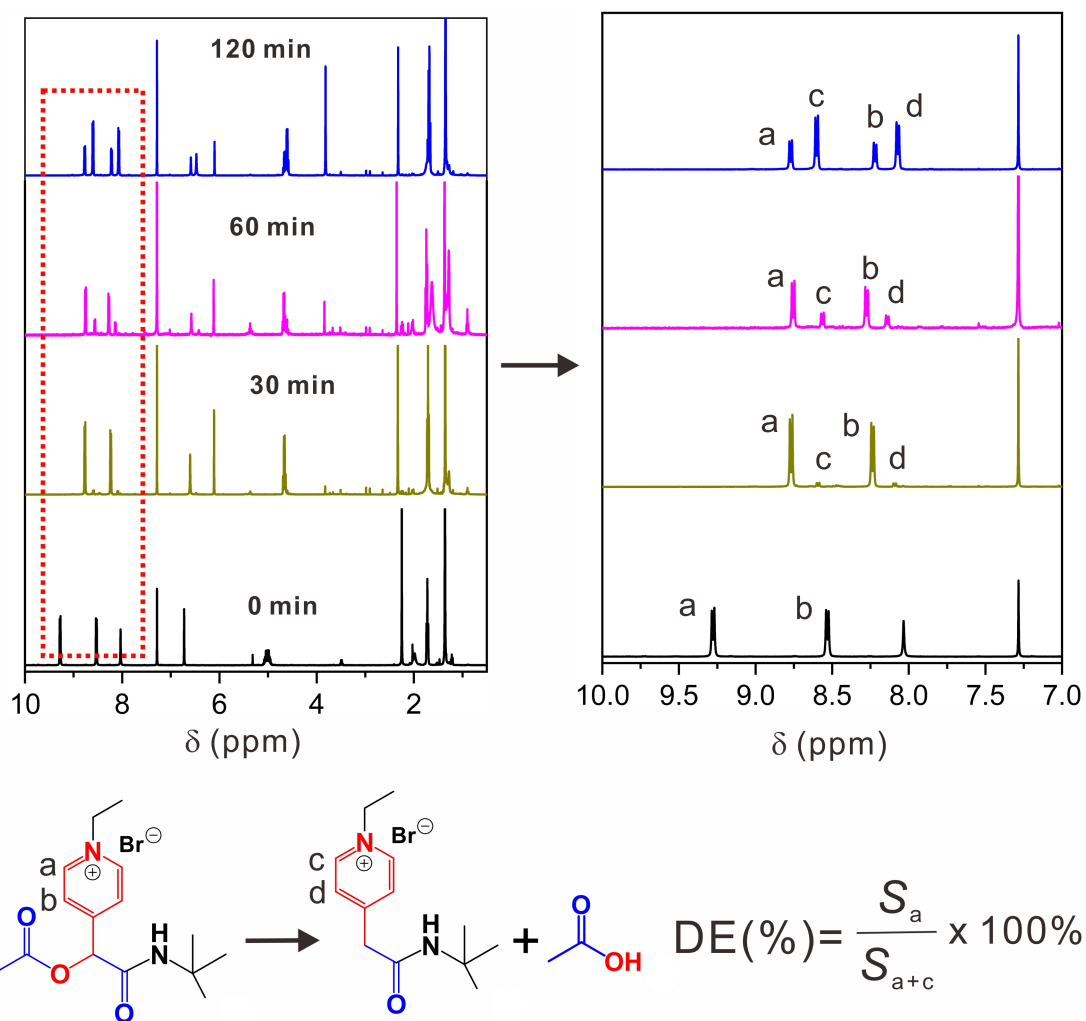 120 min
60 min
30 min
0 min
10 8 6 4 2
δ (ppm)
a c b d
a c b d
a c b d
a b
10.0 9.5 9.0 8.5 8.0 7.5 7.0
δ (ppm)
N ⊕ Br⊖
a
b
O
O
O
N
H
N ⊕ Br⊖
c
d
O
N
H
+
O
OH
DE(%)= Sa / Sa+c x 100%